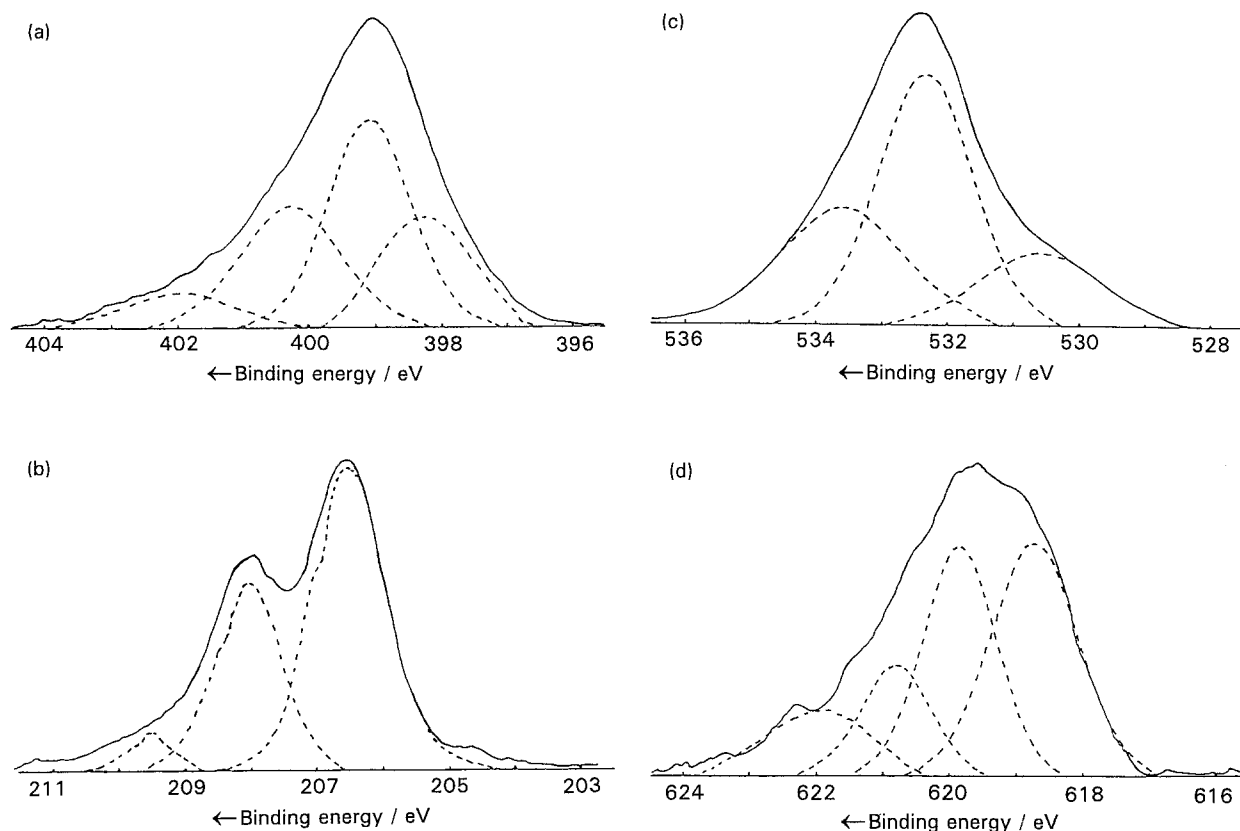 (a)
404 402 400 398 396
←Binding energy / eV
(c)
536 534 532 530 528
←Binding energy / eV
(b)
211 209 207 205 203
←Binding energy / eV
(d)
624 622 620 618 616
←Binding energy / eV